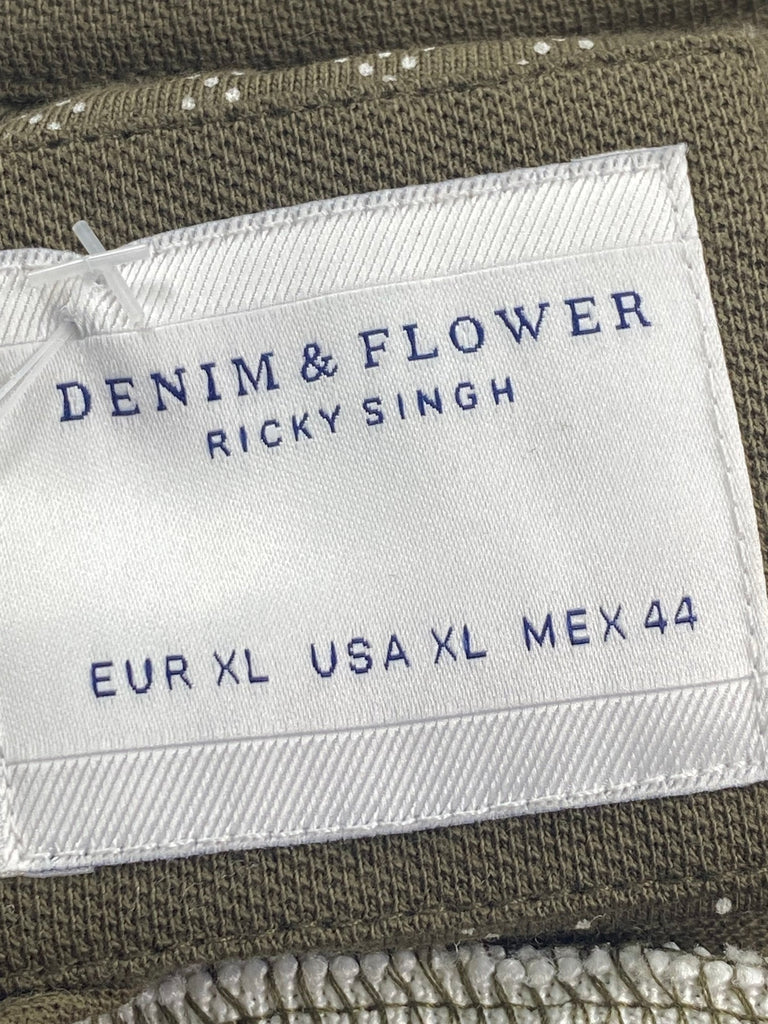 DENIM & FLOWER
RICKY SINGH
EUR XL USA XL MEX 44